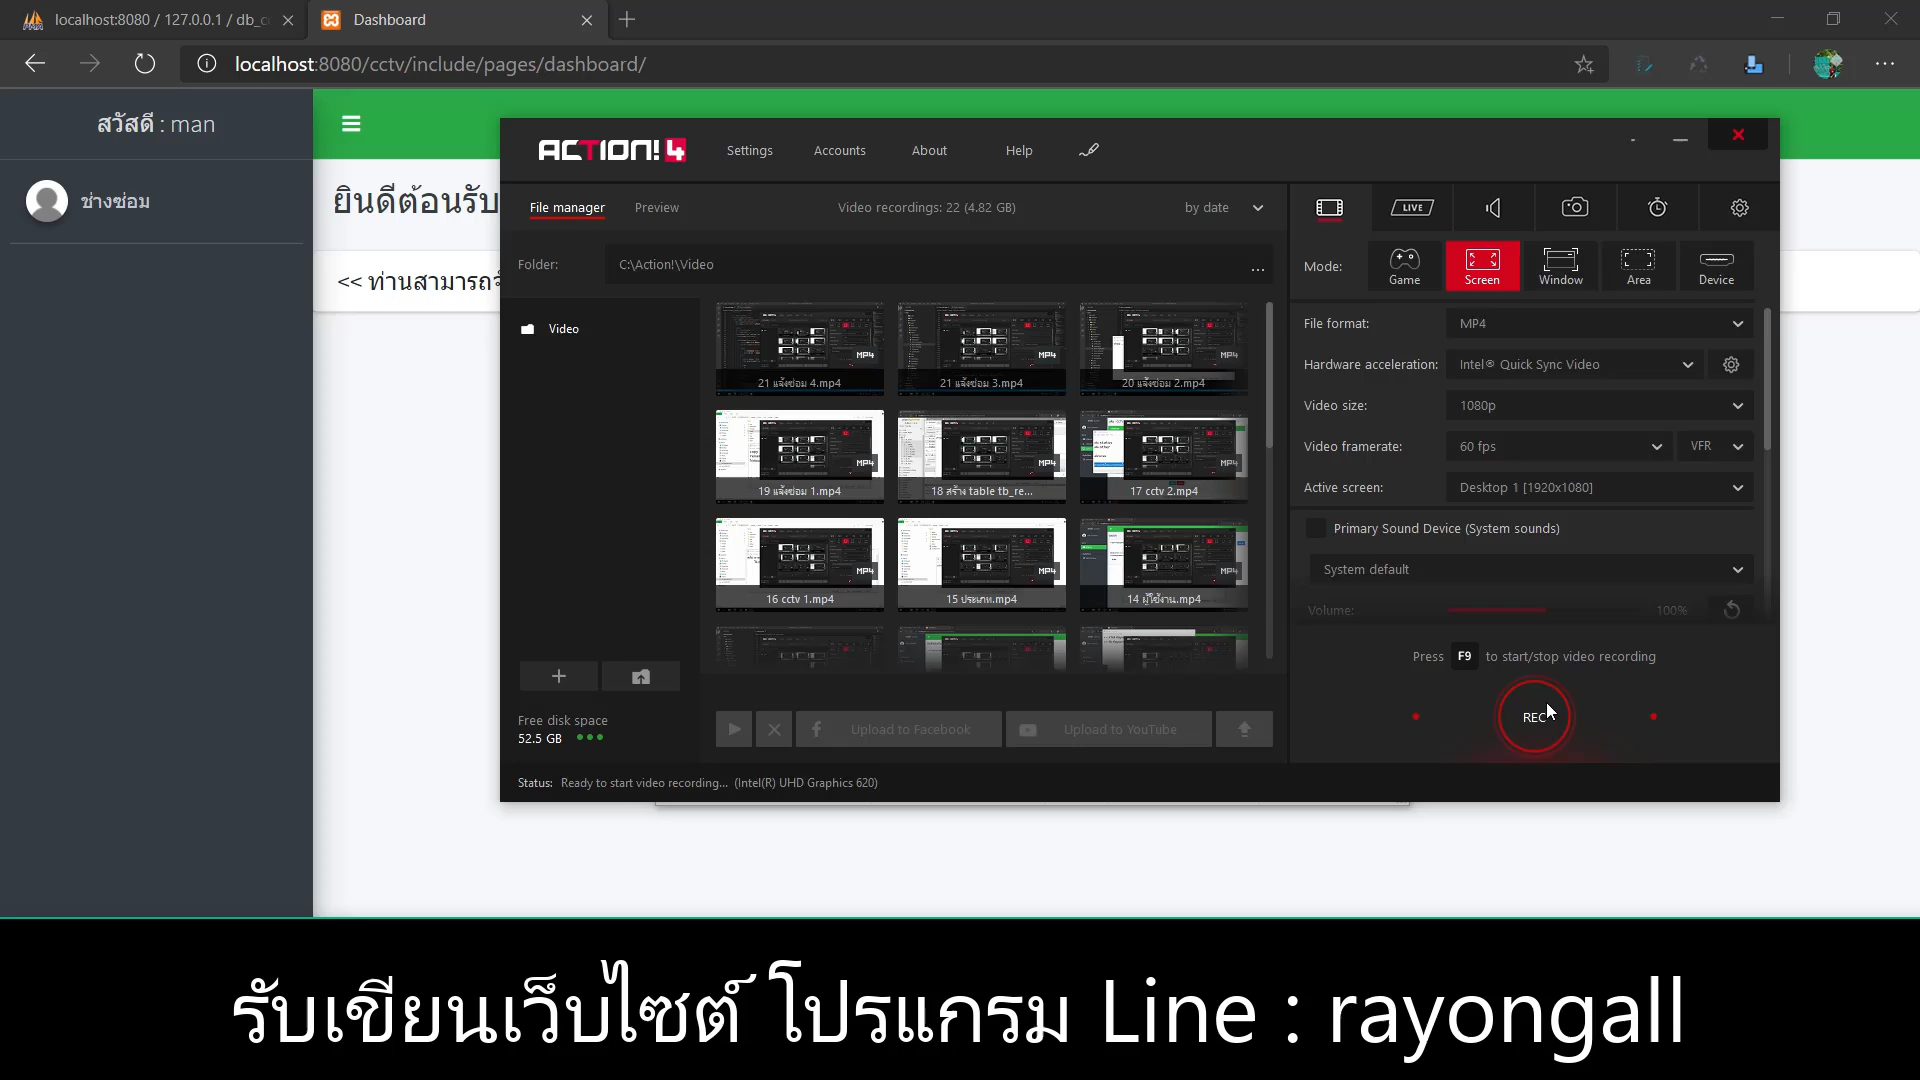 localhost:8080 / 127.0.0.1 / db_c
Dashboard
localhost:8080/cctv/include/pages/dashboard/
สวัสดี : man
ช่างซ่อม
ยินดีต้อนรับ
<< ท่านสามารถ
ACTION! 4
Settings
Accounts
About
Help
File manager
Preview
Video recordings: 22 (4.82 GB)
by date
Folder:
C:\Action!\Video
...
Video
21 แจ้งซ่อม 4.mp4
21 แจ้งซ่อม 3.mp4
20 แจ้งซ่อม 2.mp4
19 แจ้งซ่อม 1.mp4
18 สร้าง table tb_re...
17 cctv 2.mp4
16 cctv 1.mp4
15 ประเภท.mp4
14 ผู้ใช้งาน.mp4
Free disk space
52.5 GB
Upload to Facebook
Upload to YouTube
Status: Ready to start video recording... (Intel(R) UHD Graphics 620)
LIVE
Mode:
Game
Screen
Window
Area
Device
File format:
MP4
Hardware acceleration:
Intel® Quick Sync Video
Video size:
1080p
Video framerate:
60 fps
VFR
Active screen:
Desktop 1 [1920x1080]
Primary Sound Device (System sounds)
System default
Volume:
100%
Press F9 to start/stop video recording
REC
รับเขียนเว็บไซต์ โปรแกรม Line : rayongall